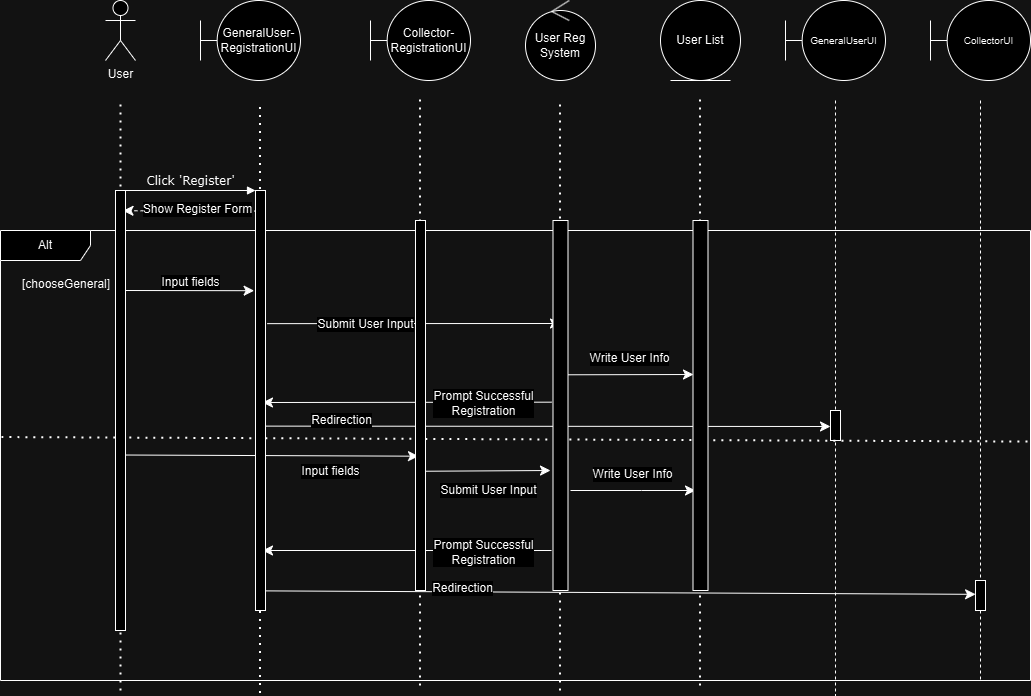 User
GeneralUser-
RegistrationUI
Collector-
RegistrationUI
User Reg
System
User List
GeneralUserUI
CollectorUI
Click 'Register'
Show Register Form
Alt
[chooseGeneral]
Input fields
Submit User Input
Write User Info
Prompt Successful
Registration
Redirection
Input fields
Write User Info
Submit User Input
Prompt Successful
Registration
Redirection